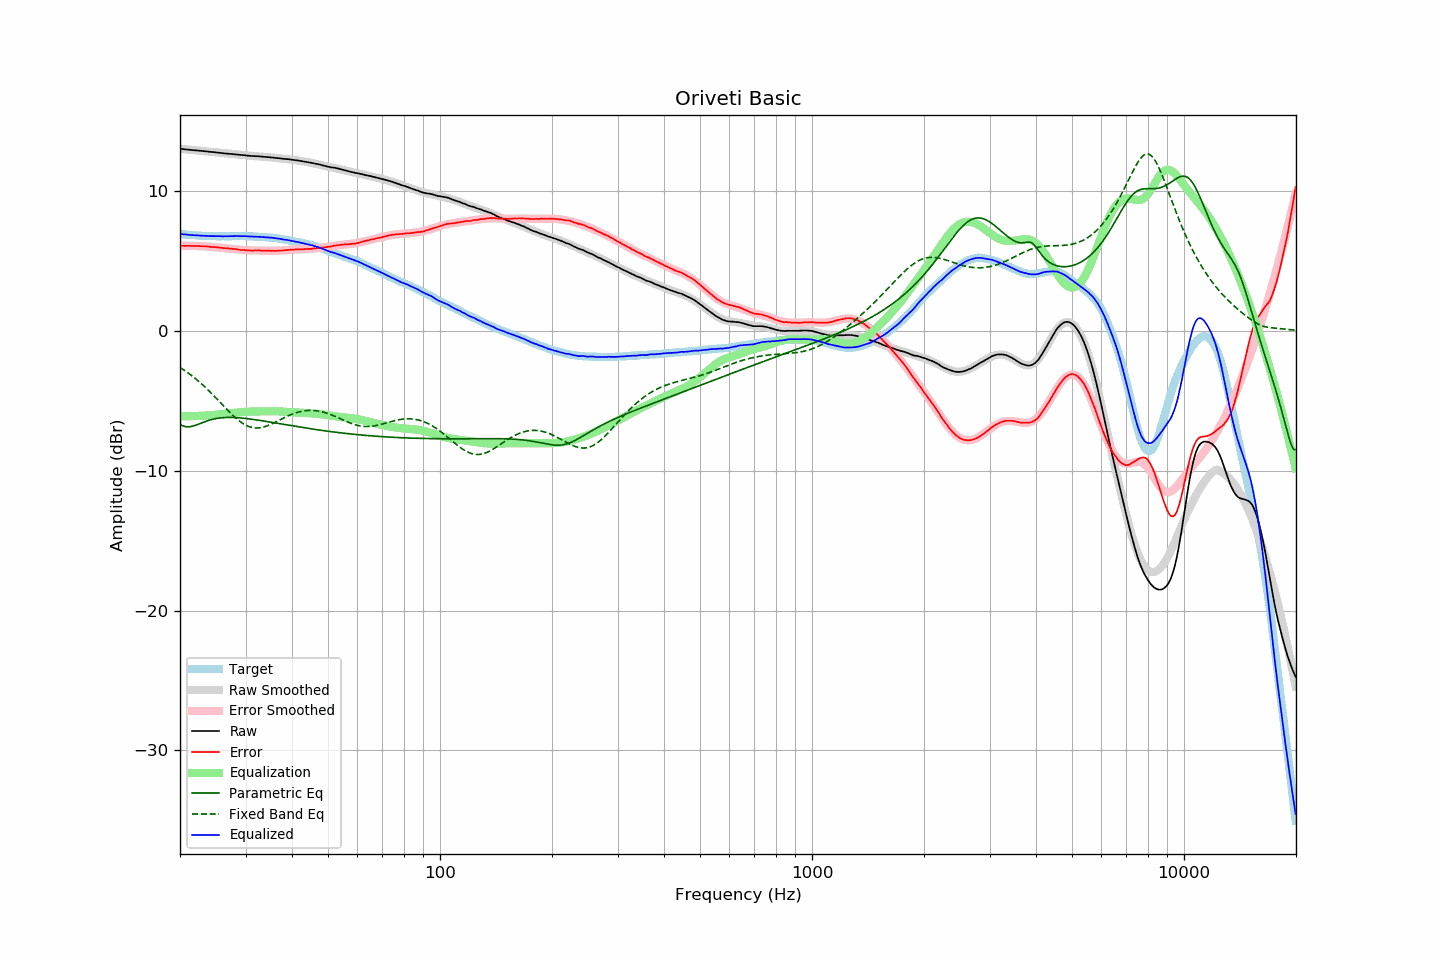 Oriveti Basic
10
0
−10
−20
−30
Amplitude (dBr)
100
1000
10000
Frequency (Hz)
Target
Raw Smoothed
Error Smoothed
Raw
Error
Equalization
Parametric Eq
Fixed Band Eq
Equalized